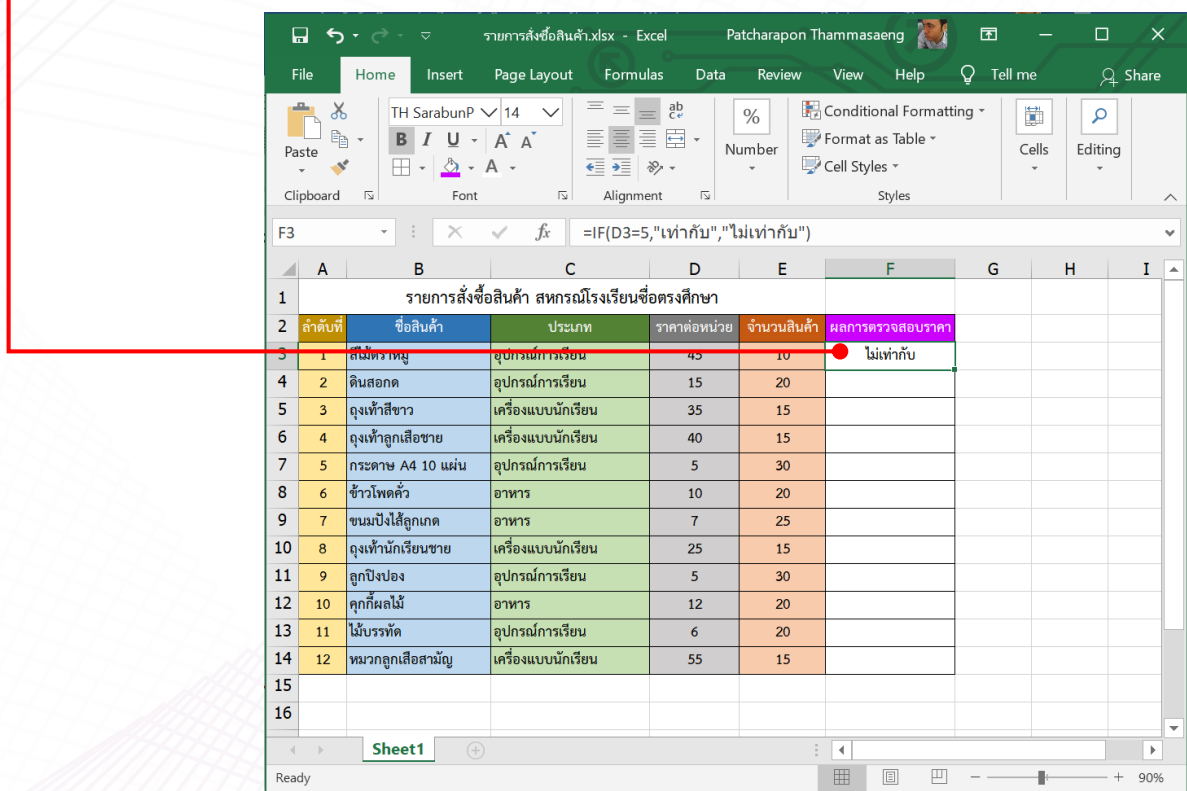 รายการสั่งซื้อสินค้า.xlsx - Excel Patcharapon Thammasaeng
File Home Insert Page Layout Formulas Data Review View Help Tell me Share
Paste
Clipboard
TH SarabunP 14
B I U A A
A
Font
ab
Alignment
%
Number
Conditional Formatting
Format as Table
Cell Styles
Styles
Cells
Editing
F3 fx =IF(D3=5,"เท่ากับ","ไม่เท่ากับ")
A B C D E F G H I
1 รายการสั่งซื้อสินค้า สหกรณ์โรงเรียนซื่อตรงศึกษา
2 ลำดับที่ ชื่อสินค้า ประเภท ราคาต่อหน่วย จำนวนสินค้า ผลการตรวจสอบราคา
3 1 สีไม้ตราหมู อุปกรณ์การเรียน 45 10 ไม่เท่ากับ
4 2 ดินสอกด อุปกรณ์การเรียน 15 20
5 3 ถุงเท้าสีขาว เครื่องแบบนักเรียน 35 15
6 4 ถุงเท้าลูกเสือชาย เครื่องแบบนักเรียน 40 15
7 5 กระดาษ A4 10 แผ่น อุปกรณ์การเรียน 5 30
8 6 ข้าวโพดคั่ว อาหาร 10 20
9 7 ขนมปังไส้ลูกเกด อาหาร 7 25
10 8 ถุงเท้านักเรียนชาย เครื่องแบบนักเรียน 25 15
11 9 ลูกปิงปอง อุปกรณ์การเรียน 5 30
12 10 คุกกี้ผลไม้ อาหาร 12 20
13 11 ไม้บรรทัด อุปกรณ์การเรียน 6 20
14 12 หมวกลูกเสือสามัญ เครื่องแบบนักเรียน 55 15
15
16
Sheet1
Ready 90%